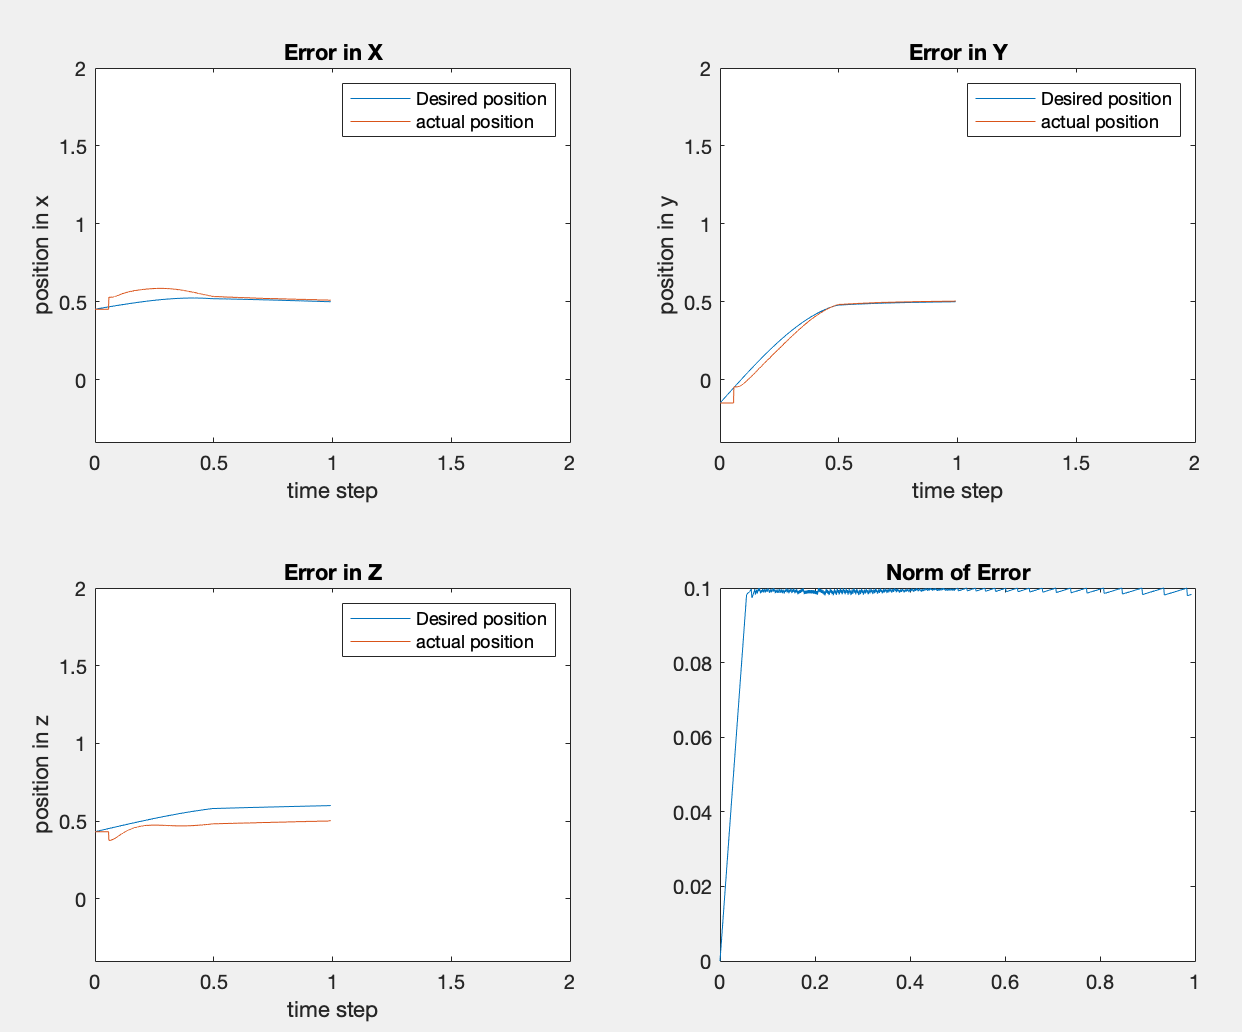 Error in X
2
1.5
1
0.5
0
position in x
Desired position
actual position
0 0.5 1 1.5 2
time step
Error in Y
2
1.5
1
0.5
0
position in y
Desired position
actual position
0 0.5 1 1.5 2
time step
Error in Z
2
1.5
1
0.5
0
position in z
Desired position
actual position
0 0.5 1 1.5 2
time step
Norm of Error
0.1
0.08
0.06
0.04
0.02
0
0 0.2 0.4 0.6 0.8 1